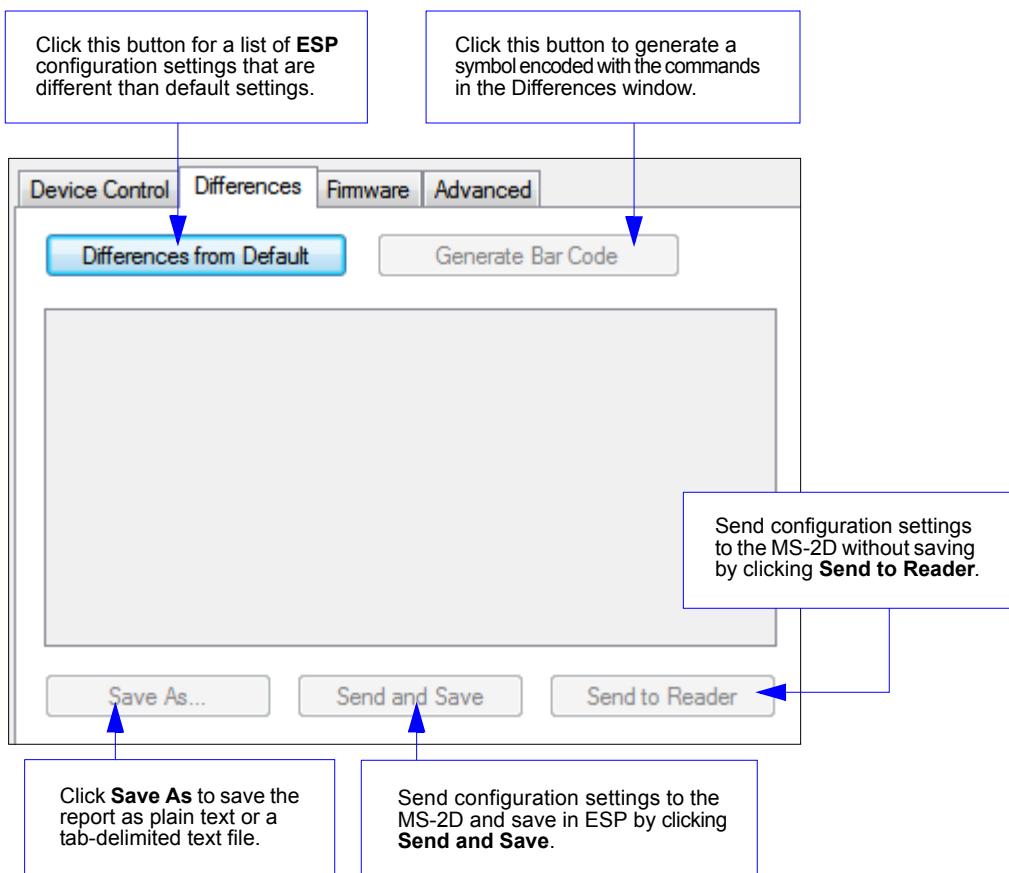 Click this button for a list of ESP
configuration settings that are
different than default settings.
Click this button to generate a
symbol encoded with the commands
in the Differences window.
Device Control Differences Firmware Advanced
Differences from Default Generate Bar Code
Send configuration settings
to the MS-2D without saving
by clicking Send to Reader.
Save As... Send and Save Send to Reader
Click Save As to save the
report as plain text or a
tab-delimited text file.
Send configuration settings to the
MS-2D and save in ESP by clicking
Send and Save.